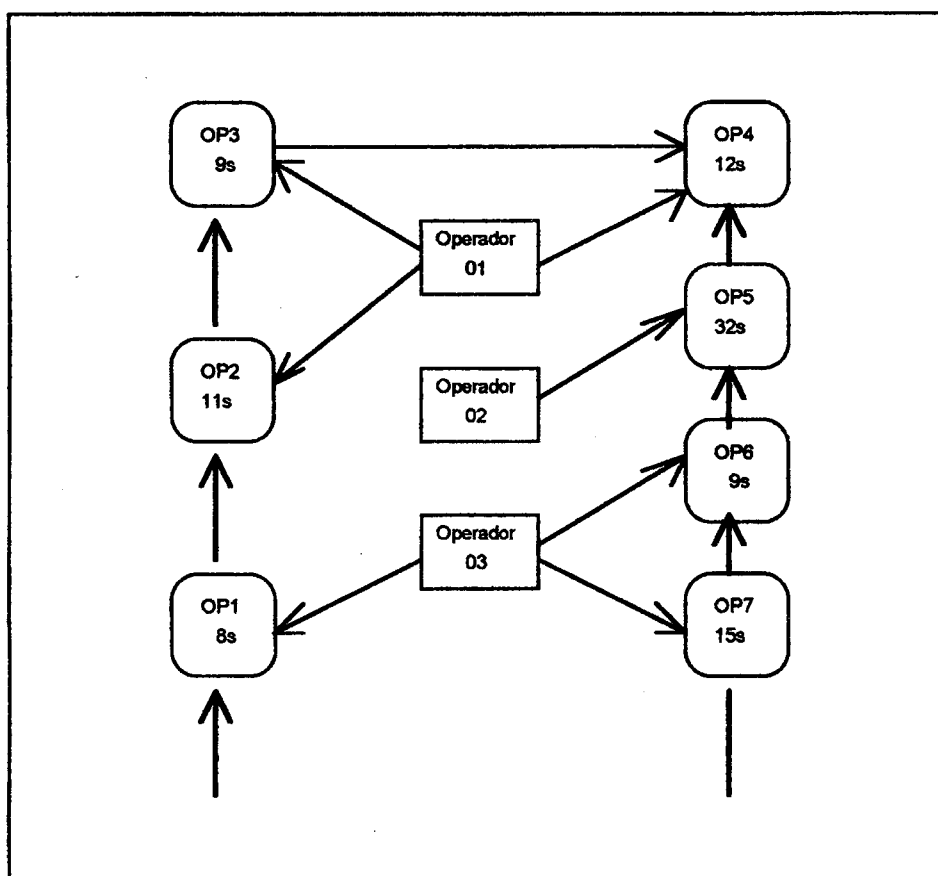 OP3
9s
OP4
12s
Operador
01
OP5
32s
OP2
11s
Operador
02
OP6
9s
Operador
03
OP1
8s
OP7
15s